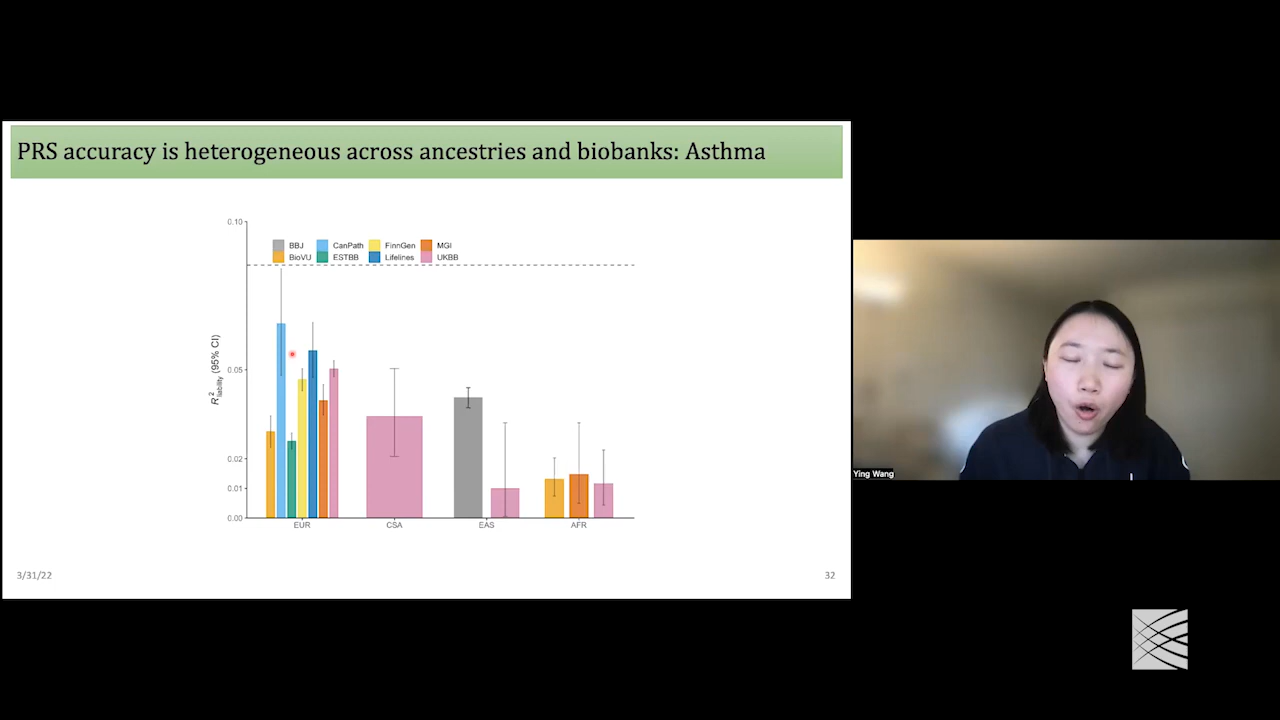 PRS accuracy is heterogeneous across ancestries and biobanks: Asthma
0.10
BBJ CanPath FinnGen MGI
BioVU ESTBB Lifelines UKBB
R² liability (95% CI)
0.05
0.02
0.01
0.00
EUR CSA EAS AFR
3/31/22
32
Ying Wang